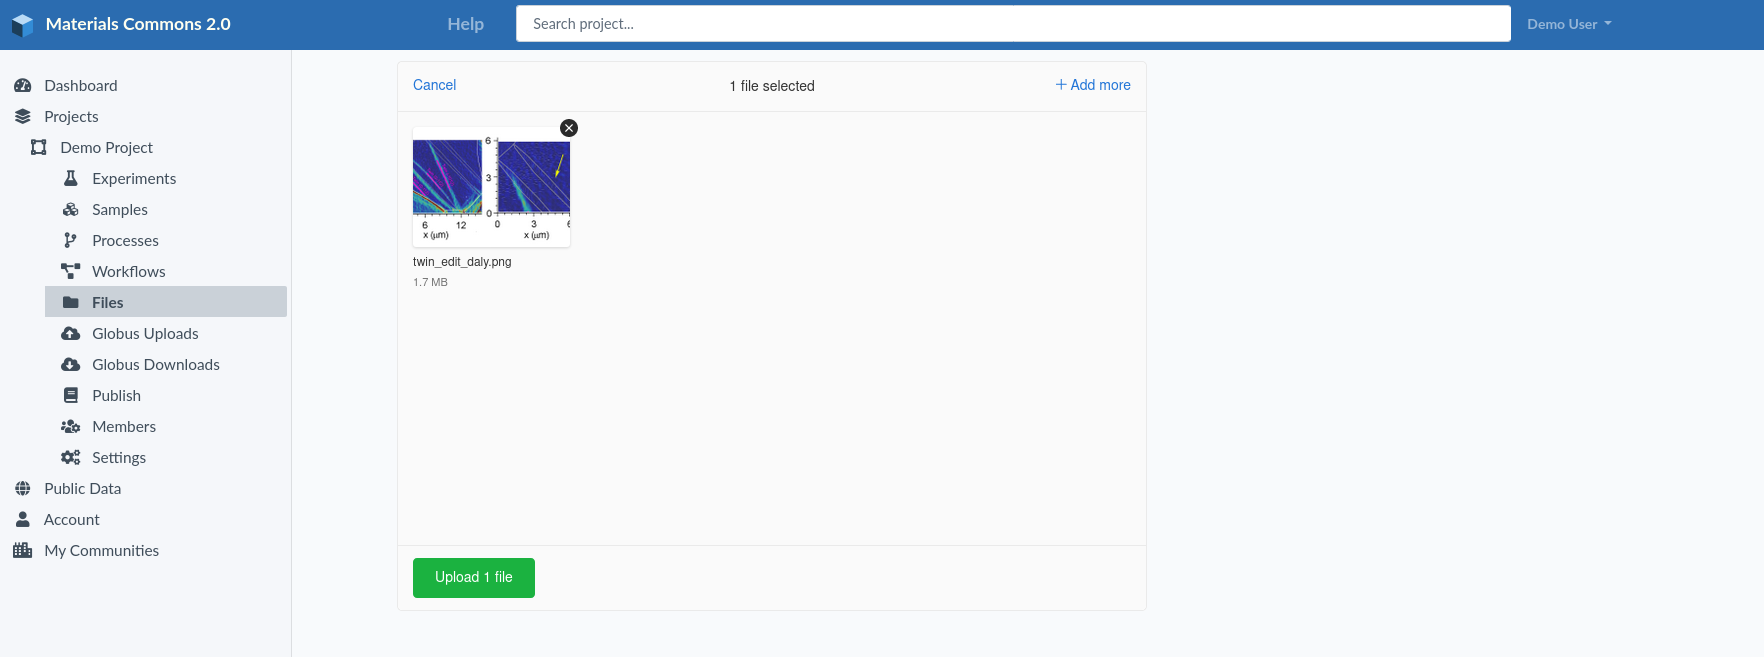 Materials Commons 2.0
Help
Search project...
Demo User
Dashboard
Projects
Demo Project
Experiments
Samples
Processes
Workflows
Files
Globus Uploads
Globus Downloads
Publish
Members
Settings
Public Data
Account
My Communities
Cancel
1 file selected
+ Add more
6
3
0
6 12
0 3 6
x (μm)
x (μm)
twin_edit_daly.png
1.7 MB
Upload 1 file